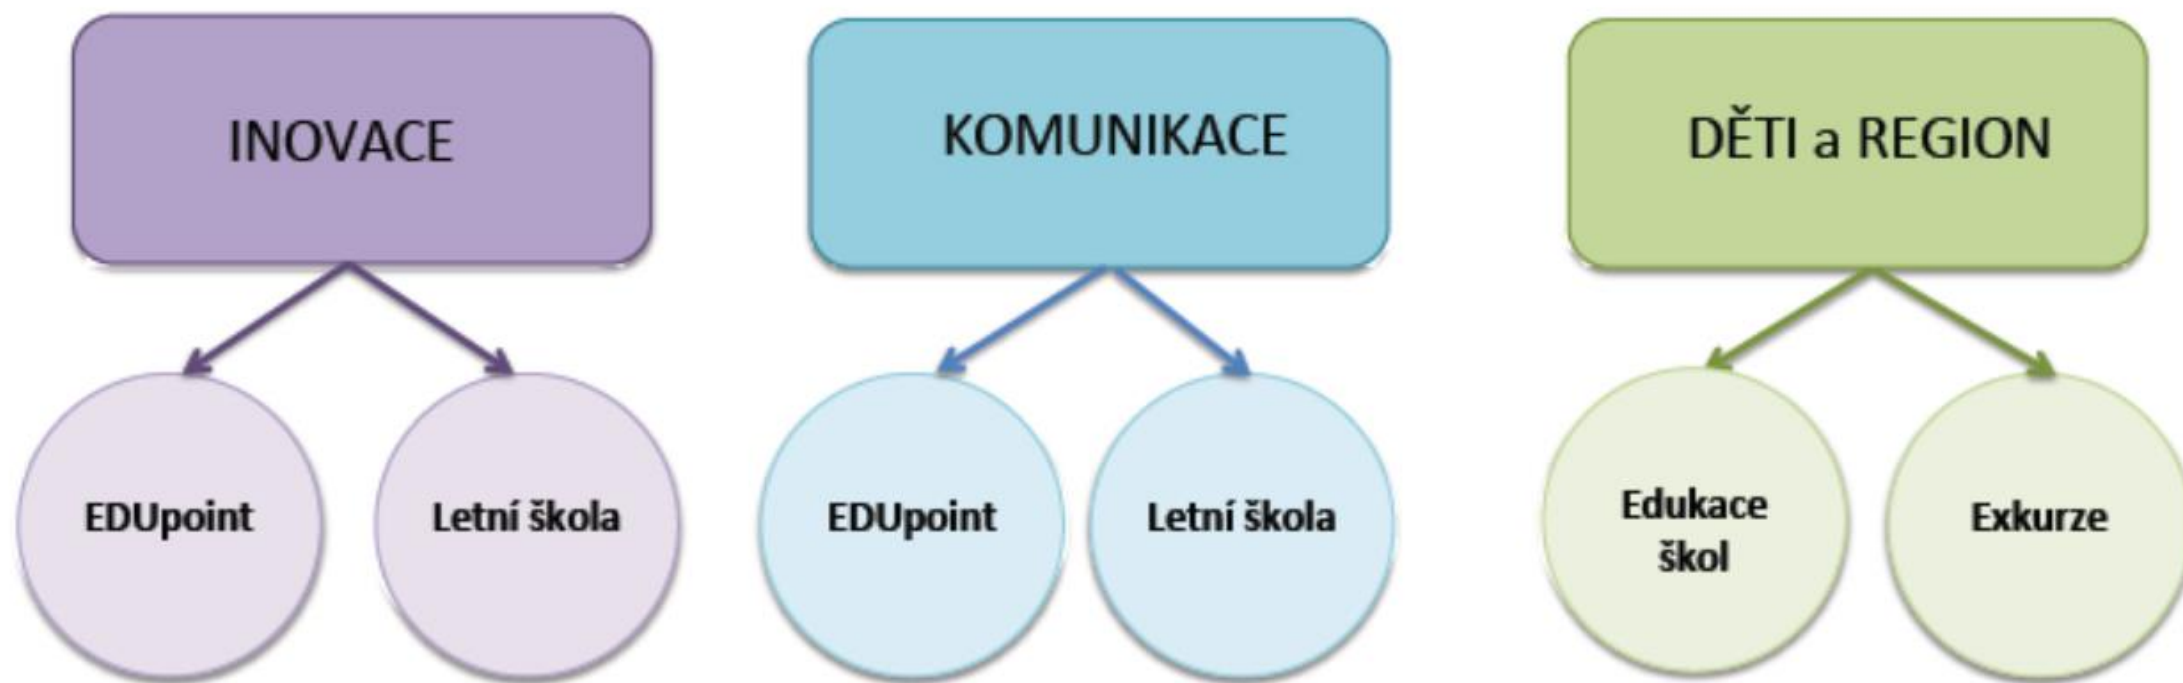 INOVACE
KOMUNIKACE
DĚTI a REGION
EDUpoint
Letní škola
EDUpoint
Letní škola
Edukace
škol
Exkurze